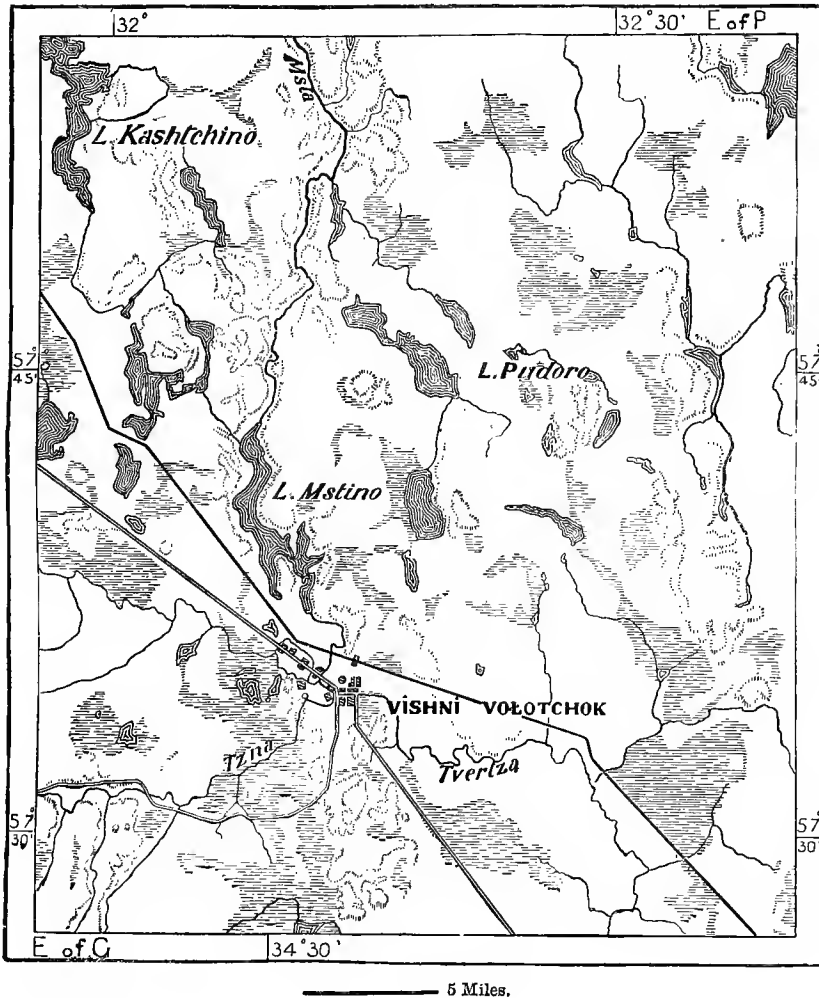 32°
32°30' E of P
Msta
L. Kashtchino
57°
45'
57°
45'
L. Pudoro
L. Mstino
VISHNI VOLOTCHOK
Tzna
Tvertza
57°
30'
57°
30'
E of G
34°30'
5 Miles.